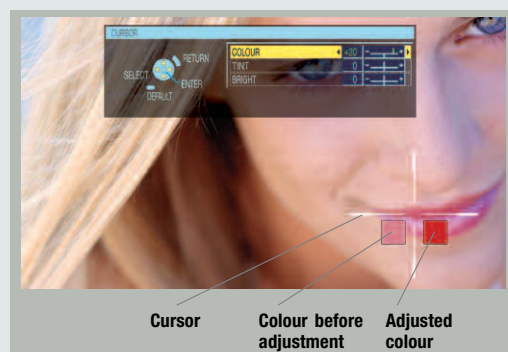 CURSOR
RETURN
SELECT
ENTER
DEFAULT
COLOUR +20
TINT 0
BRIGHT 0
Cursor Colour before Adjusted
adjustment colour